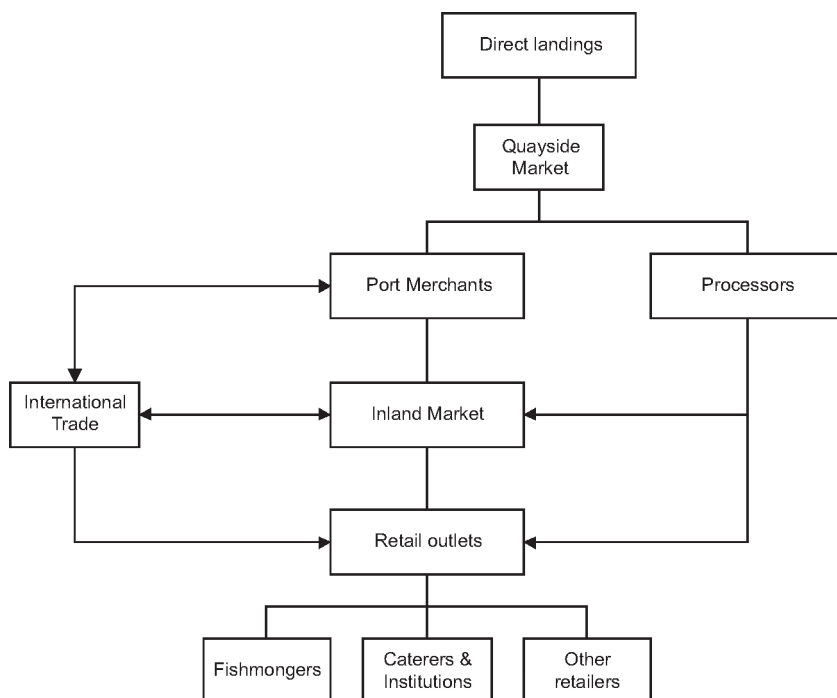 Direct landings
Quayside
Market
Port Merchants
Processors
International
Trade
Inland Market
Retail outlets
Fishmongers
Caterers &
Institutions
Other
retailers